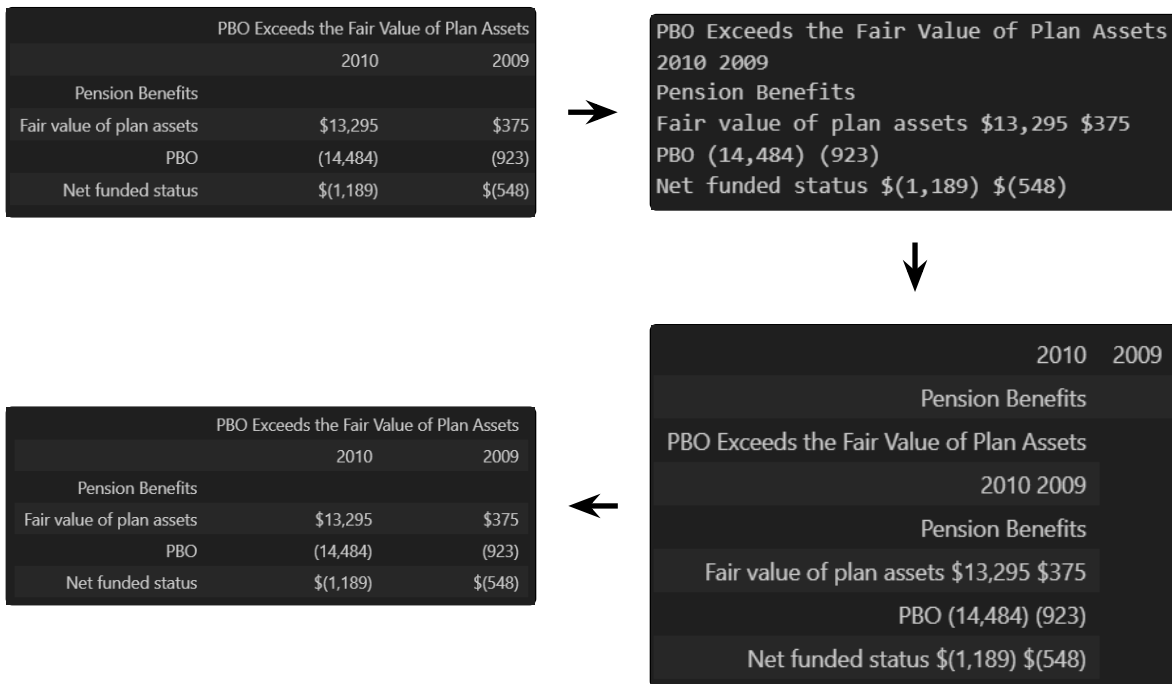 PBO Exceeds the Fair Value of Plan Assets
2010 2009
Pension Benefits
Fair value of plan assets $13,295 $375
PBO (14,484) (923)
Net funded status $(1,189) $(548)
PBO Exceeds the Fair Value of Plan Assets
2010 2009
Pension Benefits
Fair value of plan assets $13,295 $375
PBO (14,484) (923)
Net funded status $(1,189) $(548)
2010 2009
Pension Benefits
PBO Exceeds the Fair Value of Plan Assets
2010 2009
Pension Benefits
Fair value of plan assets $13,295 $375
PBO (14,484) (923)
Net funded status $(1,189) $(548)
PBO Exceeds the Fair Value of Plan Assets
2010 2009
Pension Benefits
Fair value of plan assets $13,295 $375
PBO (14,484) (923)
Net funded status $(1,189) $(548)